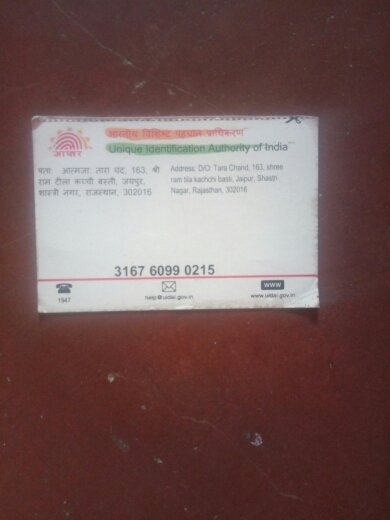 भारतीय विशिष्ट पहचान प्राधिकरण
Unique Identification Authority of India
आधार
पता: आत्मजा तारा चंद, 163, श्री
राम टीला कच्ची बस्ती, जयपुर,
शास्त्री नगर, राजस्थान, 302016
Address: D/O: Tara Chand, 163, shree
ram tila kachchi basti, Jaipur, Shastri
Nagar, Rajasthan, 302016
3167 6099 0215
1947
help@uidai.gov.in
www
www.uidai.gov.in